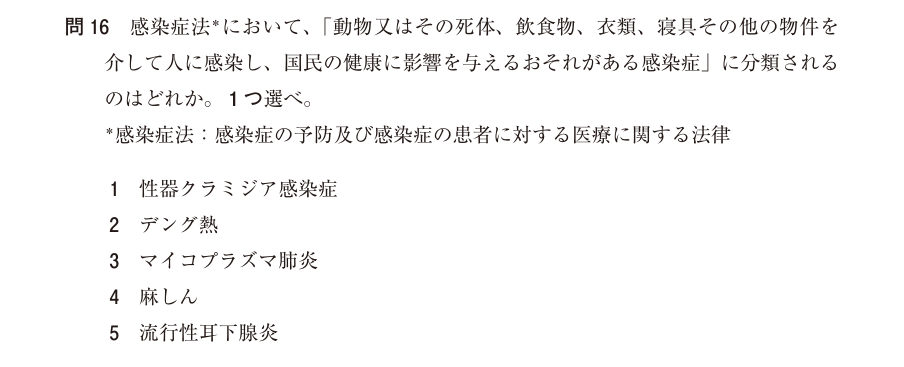 問16 感染症法*において、「動物又はその死体、飲食物、衣類、寝具その他の物件を
介して人に感染し、国民の健康に影響を与えるおそれがある感染症」に分類される
のはどれか。1つ選べ。
*感染症法：感染症の予防及び感染症の患者に対する医療に関する法律
1 性器クラミジア感染症
2 デング熱
3 マイコプラズマ肺炎
4 麻しん
5 流行性耳下腺炎